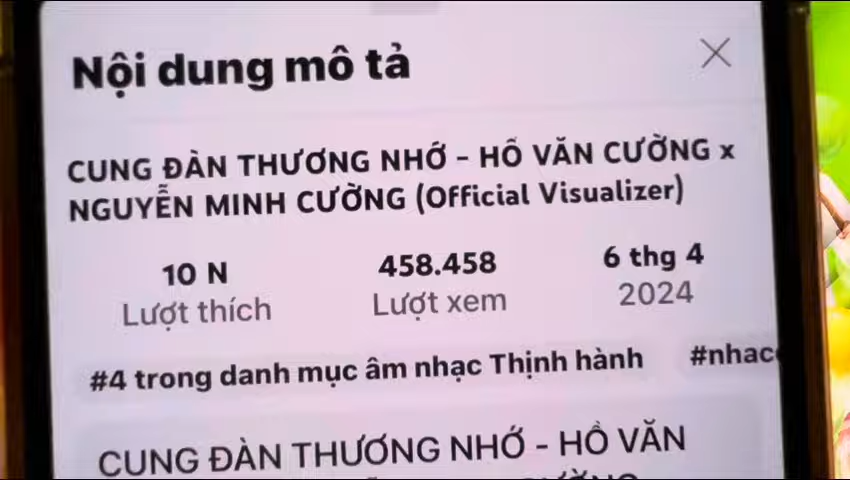 Nội dung mô tả
CUNG ĐÀN THƯƠNG NHỚ - HỒ VĂN CƯỜNG x
NGUYỄN MINH CƯỜNG (Official Visualizer)
10 N 458.458 6 thg 4
Lượt thích Lượt xem 2024
#4 trong danh mục âm nhạc Thịnh hành #nhac
CUNG ĐÀN THƯƠNG NHỚ - HỒ VĂN